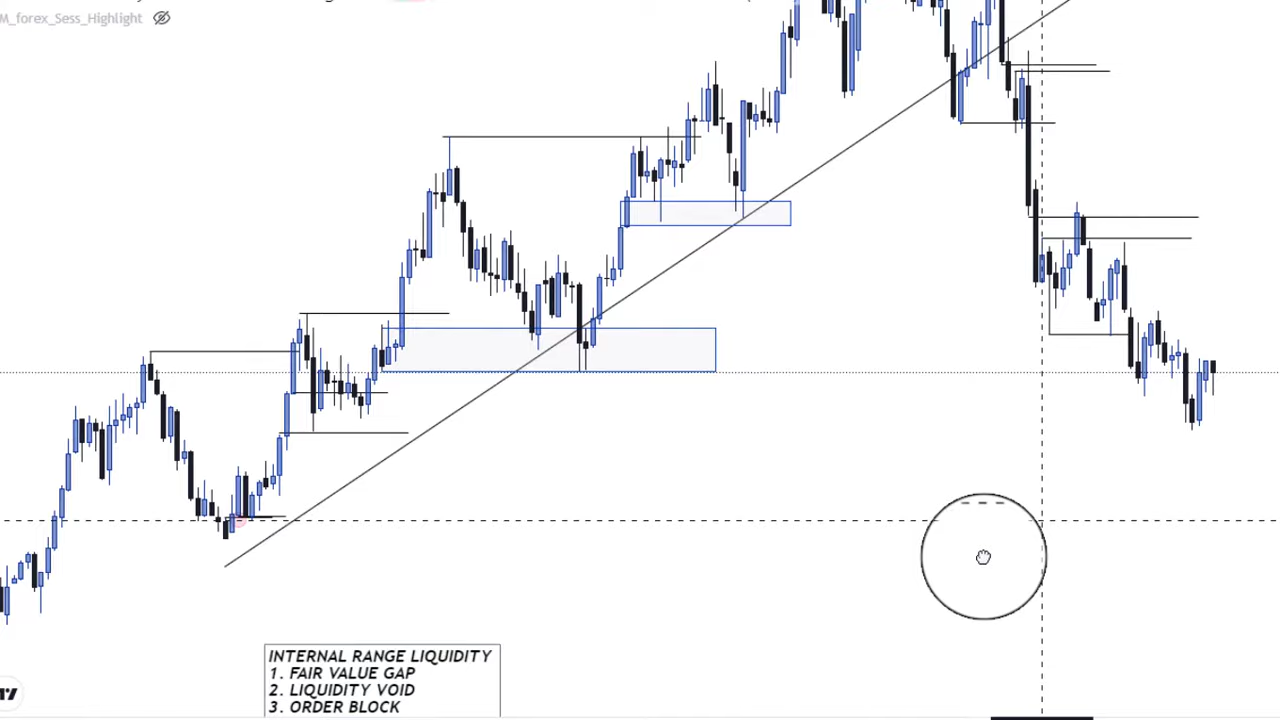 M_forex_Sess_Highlight
INTERNAL RANGE LIQUIDITY
1. FAIR VALUE GAP
2. LIQUIDITY VOID
3. ORDER BLOCK